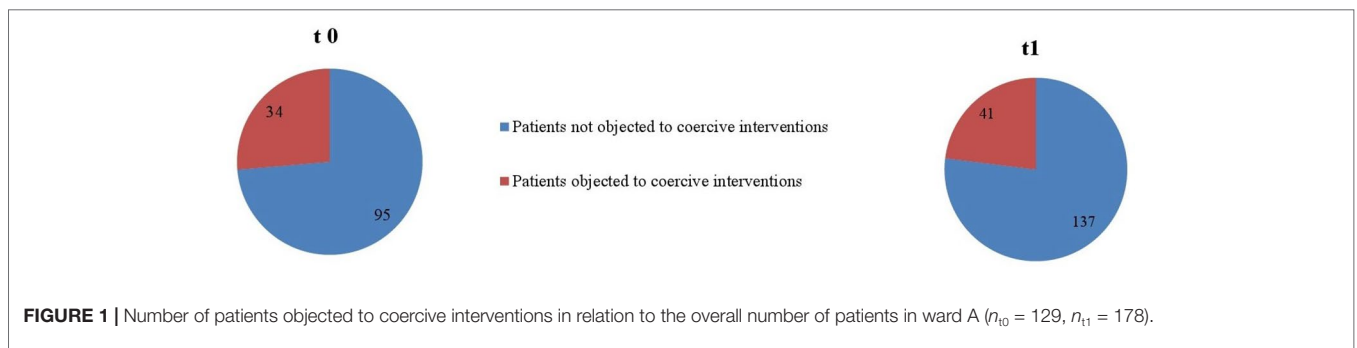 t 0
t1
34
95
Patients not objected to coercive interventions
Patients objected to coercive interventions
41
137
FIGURE 1 | Number of patients objected to coercive interventions in relation to the overall number of patients in ward A (nt0 = 129, nt1 = 178).